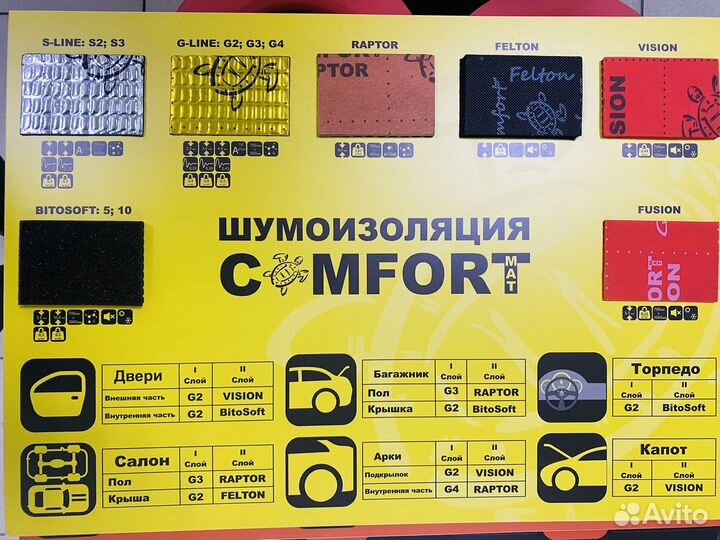 S-LINE: S2; S3
G-LINE: G2; G3; G4
RAPTOR
FELTON
VISION
RAPTOR
Felton
SION
BITOSOFT: 5; 10
ШУМОИЗОЛЯЦИЯ
COMFORT
MAT
FUSION
ORT
ON
Двери
I Слой
II Слой
Внешняя часть G2 VISION
Внутренняя часть G2 BitoSoft
Багажник
I Слой
II Слой
Пол G3 RAPTOR
Крышка G2 BitoSoft
Торпедо
I Слой
II Слой
G2 BitoSoft
Салон
I Слой
II Слой
Пол G3 RAPTOR
Крыша G2 FELTON
Арки
I Слой
II Слой
Подкрылок G2 VISION
Внутренняя часть G4 RAPTOR
Капот
I Слой
II Слой
G2 VISION
Avito